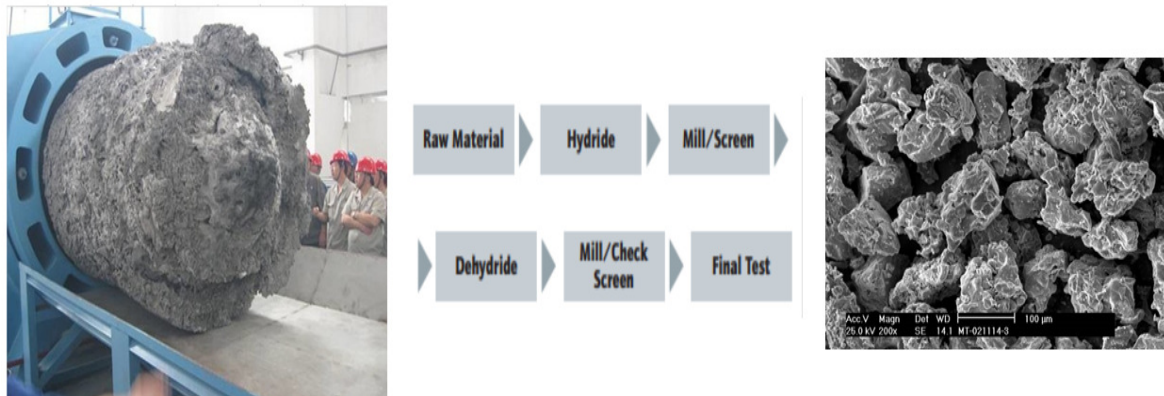 Raw Material
Hydride
Mill/Screen
Dehydride
Mill/Check
Screen
Final Test
Acc.V Magn Det WD 100 µm
25.0 kV 200x SE 14.1 MT-021114-3